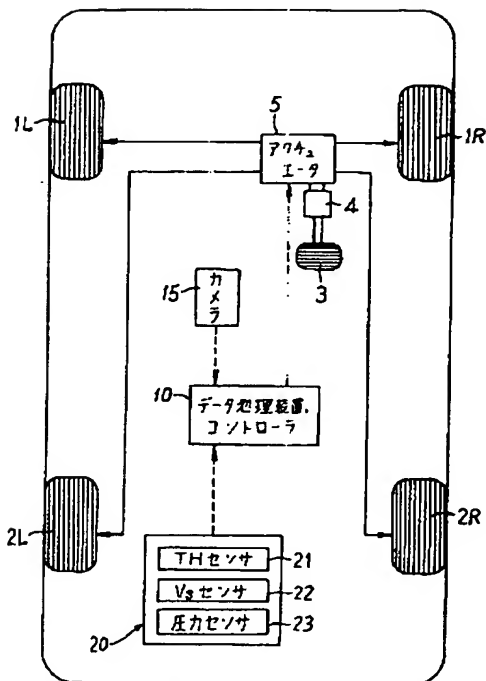 5
1L
アクチュ
エータ
1R
4
3
15
カメラ
10
データ処理装置、
コントローラ
2L
2R
THセンサ
21
VSセンサ
22
圧力センサ
23
20